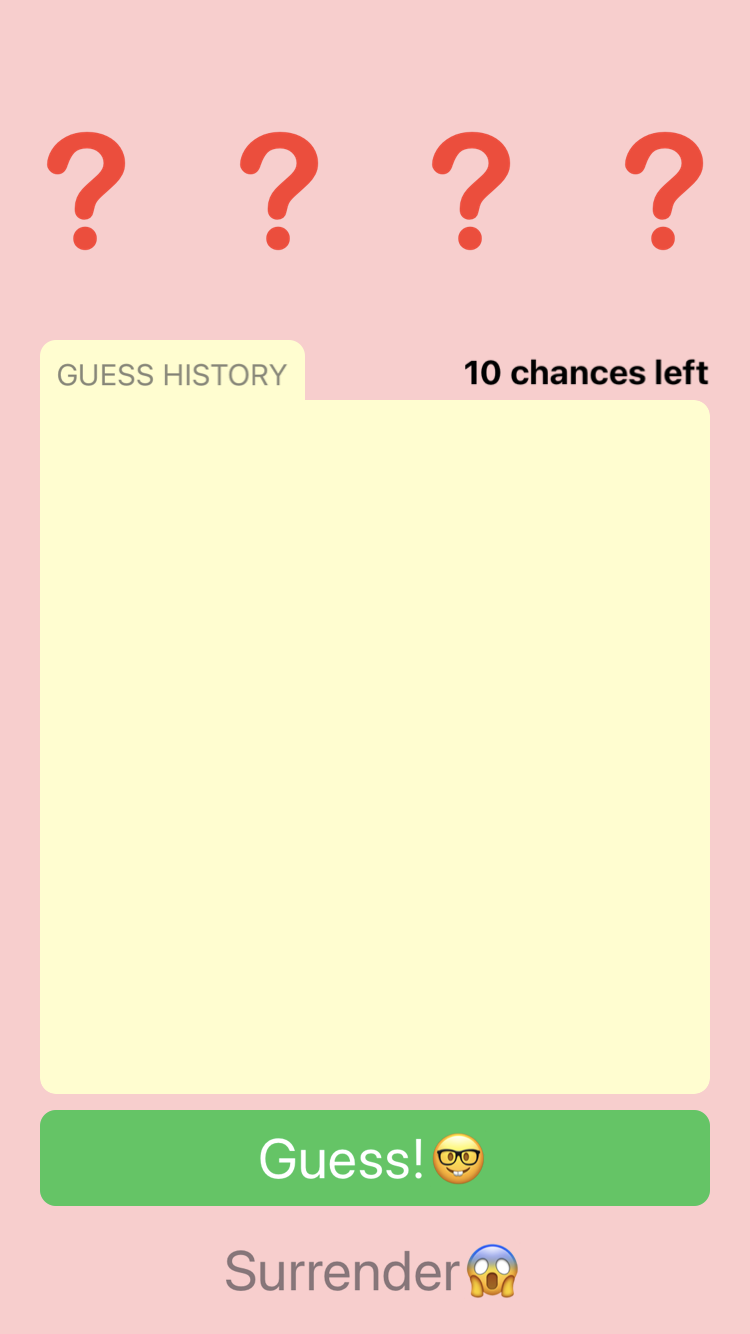 ❓ ❓ ❓ ❓
GUESS HISTORY
10 chances left
Guess!🤓
Surrender😱